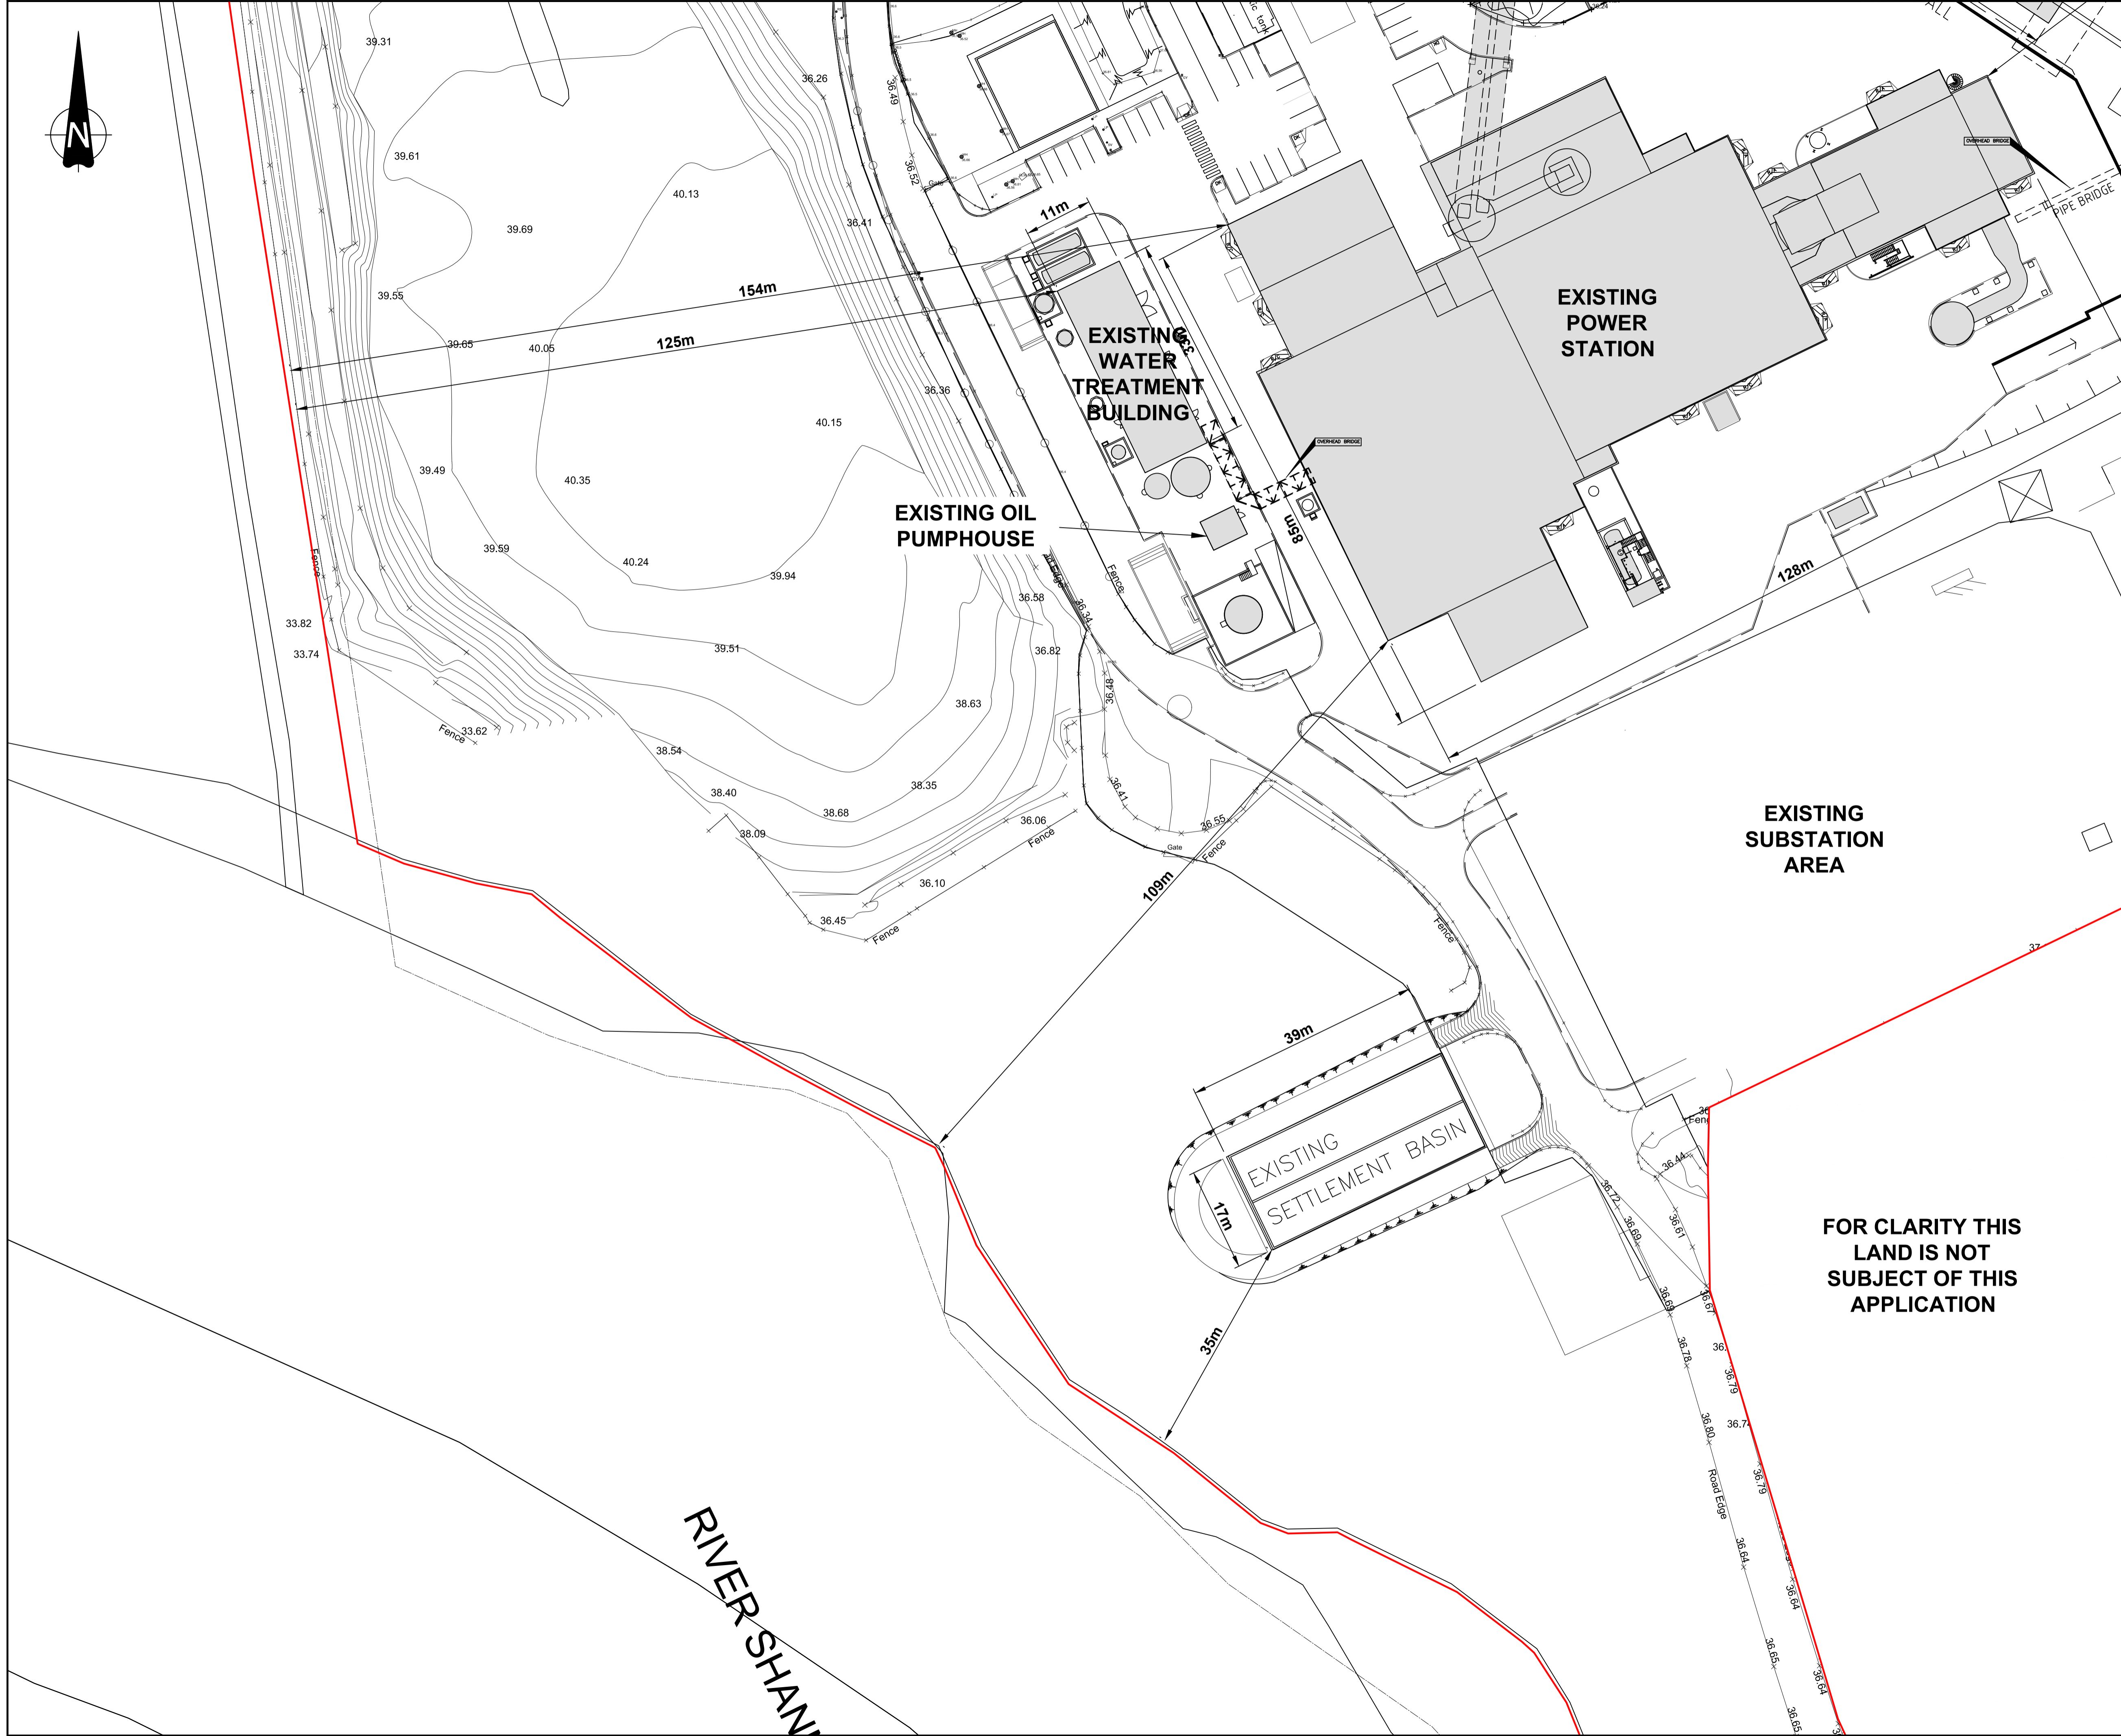 39.31
36.26
36.49
36.52
36.24
Gate
N
39.61
40.13
39.69
36.41
11m
OVERHEAD BRIDGE
PIPE BRIDGE
154m
39.55
125m
39.65
40.05
33m
EXISTING
WATER
TREATMENT
BUILDING
EXISTING
POWER
STATION
36.36
40.15
OVERHEAD BRIDGE
39.49
40.35
EXISTING OIL
PUMPHOUSE
85m
128m
39.59
40.24
39.94
Fence
Fence
36.58
36.34
33.82
33.74
39.51
36.82
36.48
38.63
33.62
Fence
38.54
38.40
38.35
38.68
38.09
36.41
36.06
Fence
36.55
Gate
Fence
36.10
36.45
Fence
109m
EXISTING
SUBSTATION
AREA
Fence
37
39m
EXISTING
SETTLEMENT BASIN
17m
36.44
36.72
36.69
36.61
36.69
36.67
35m
FOR CLARITY THIS
LAND IS NOT
SUBJECT OF THIS
APPLICATION
36.78
36.79
36.80
36.74
36.79
Road Edge
36.64
36.64
36.65
36.64
36.65
RIVER SHANN